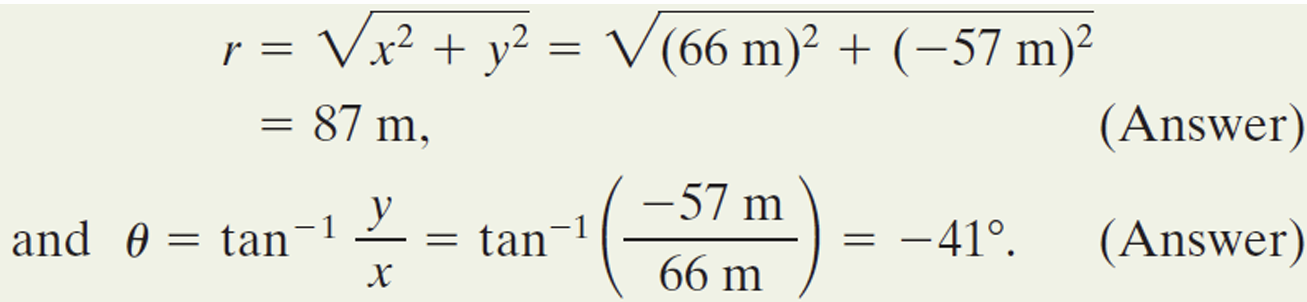 r = √x² + y² = √(66 m)² + (−57 m)²
= 87 m, (Answer)
and θ = tan⁻¹ y/x = tan⁻¹(−57 m/66 m) = −41°. (Answer)